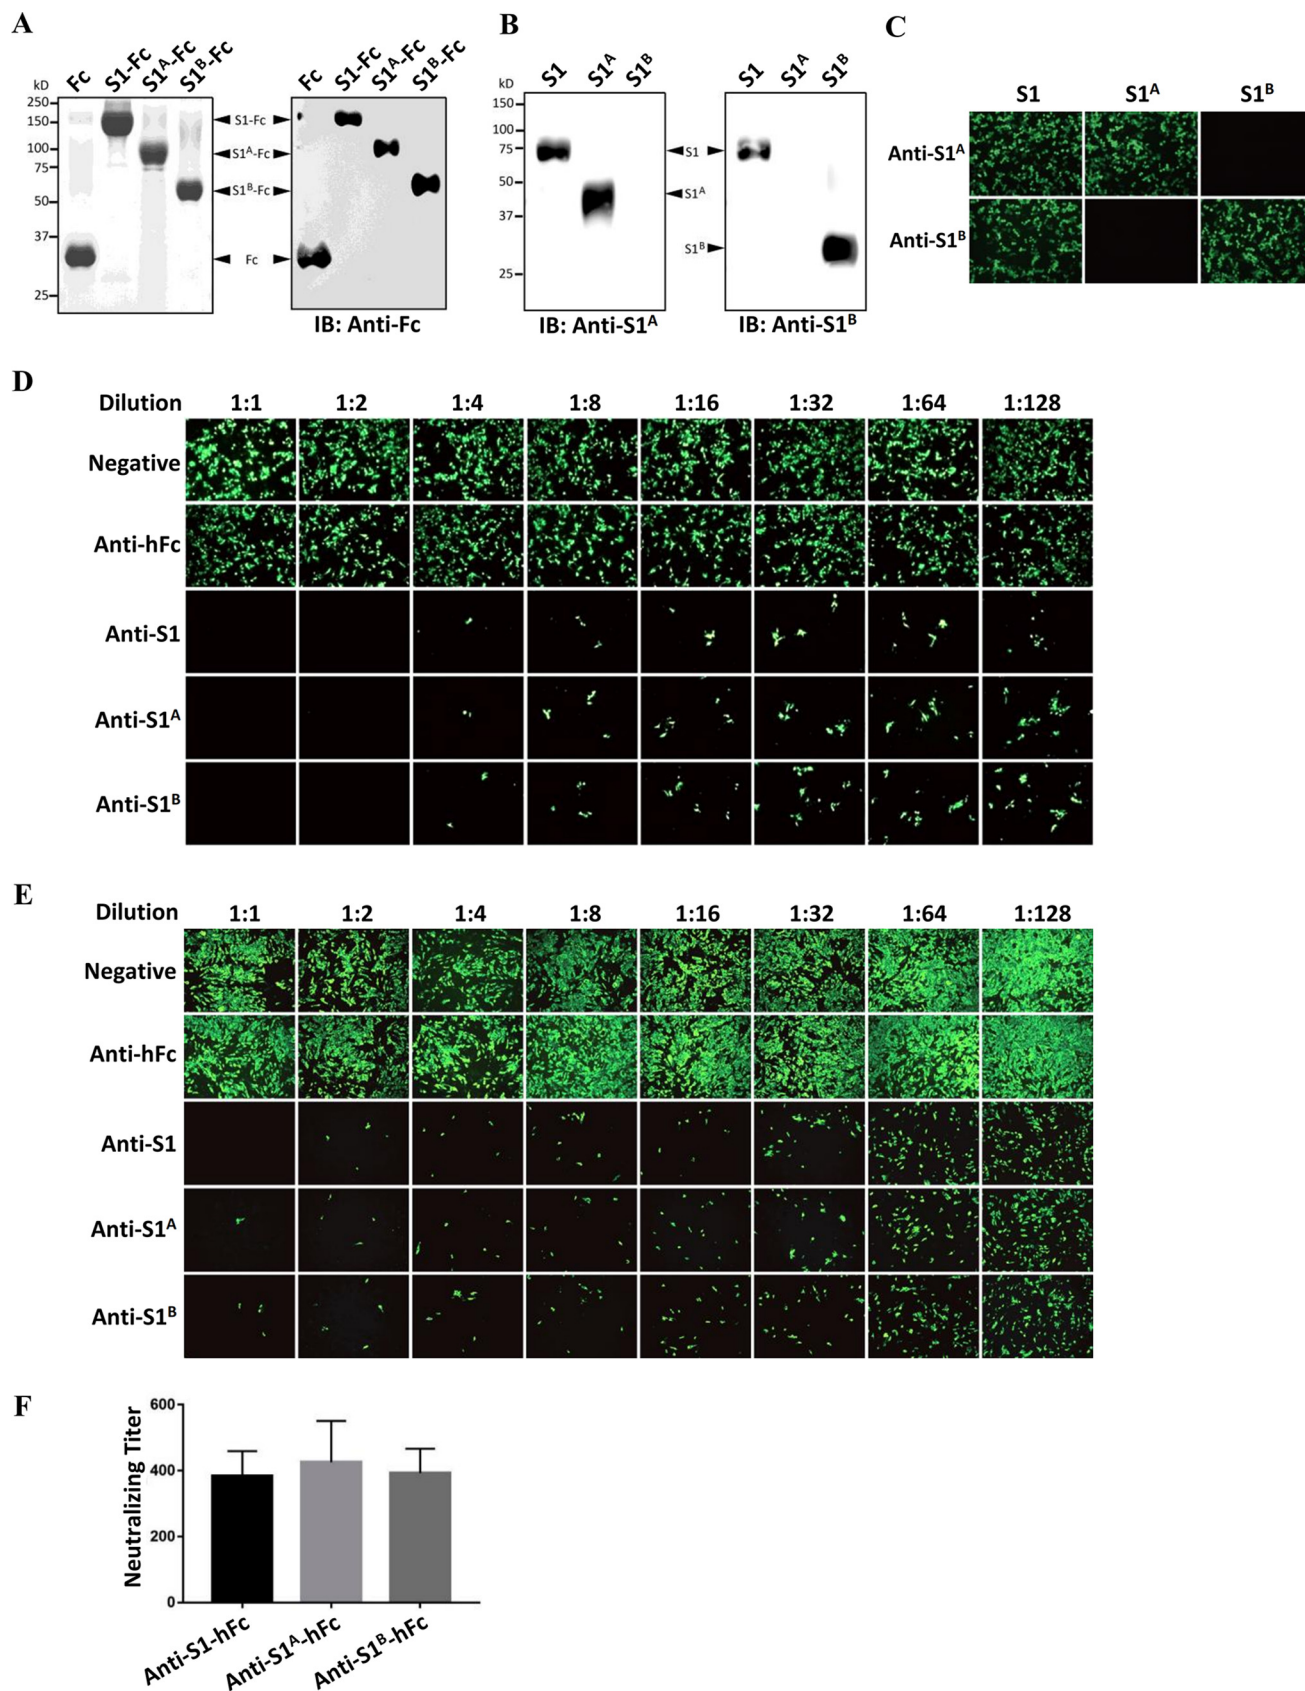 A
kD
Fc S1-Fc S1ᴬ-Fc S1ᴮ-Fc
250
150
100
75
50
37
25
S1-Fc
S1ᴬ-Fc
S1ᴮ-Fc
Fc
Fc S1-Fc S1ᴬ-Fc S1ᴮ-Fc
IB: Anti-Fc
B
kD
S1 S1ᴬ S1ᴮ
150
100
75
50
37
25
IB: Anti-S1ᴬ
S1
S1ᴬ
S1ᴮ
S1 S1ᴬ S1ᴮ
IB: Anti-S1ᴮ
C
S1 S1ᴬ S1ᴮ
Anti-S1ᴬ
Anti-S1ᴮ
D
Dilution 1:1 1:2 1:4 1:8 1:16 1:32 1:64 1:128
Negative
Anti-hFc
Anti-S1
Anti-S1ᴬ
Anti-S1ᴮ
E
Dilution 1:1 1:2 1:4 1:8 1:16 1:32 1:64 1:128
Negative
Anti-hFc
Anti-S1
Anti-S1ᴬ
Anti-S1ᴮ
F
Neutralizing Titer
600
400
200
0
Anti-S1-hFc
Anti-S1ᴬ-hFc
Anti-S1ᴮ-hFc